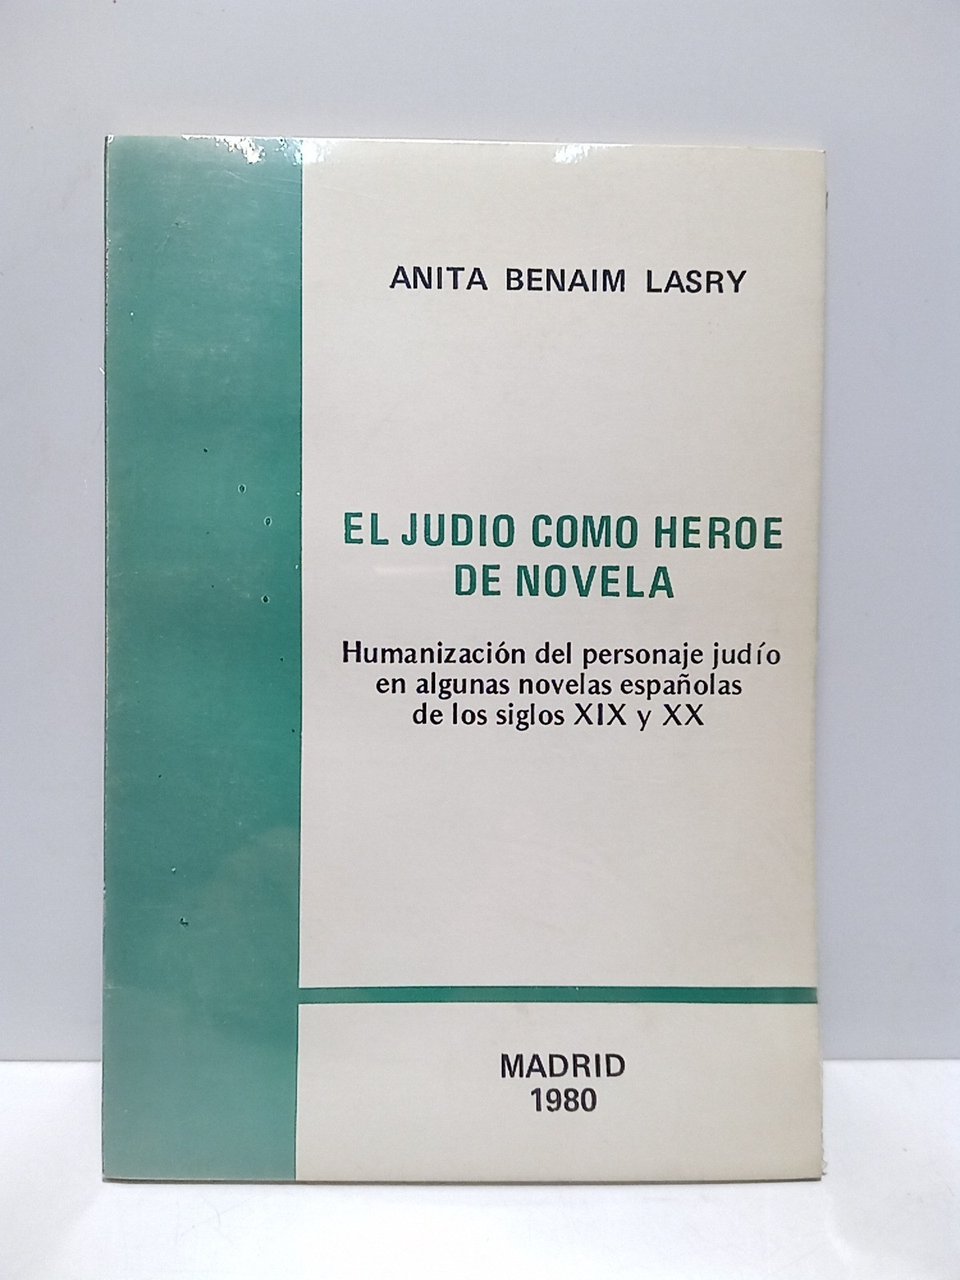 ANITA BENAIM LASRY
EL JUDIO COMO HEROE
DE NOVELA
Humanización del personaje judío
en algunas novelas españolas
de los siglos XIX y XX
MADRID
1980